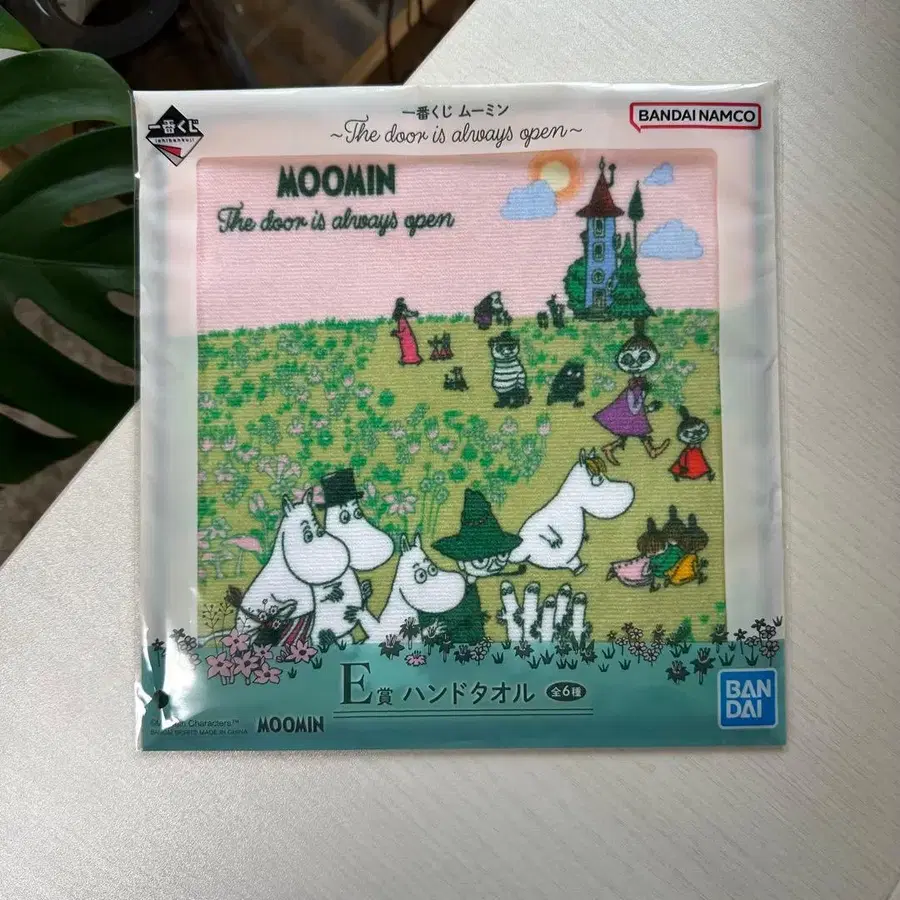 一番くじ
ichibankuji
一番くじ ムーミン
~The door is always open~
BANDAI NAMCO
MOOMIN
The door is always open
E賞 ハンドタオル 全6種
BAN
DAI
Characters™
MADE IN CHINA
MOOMIN